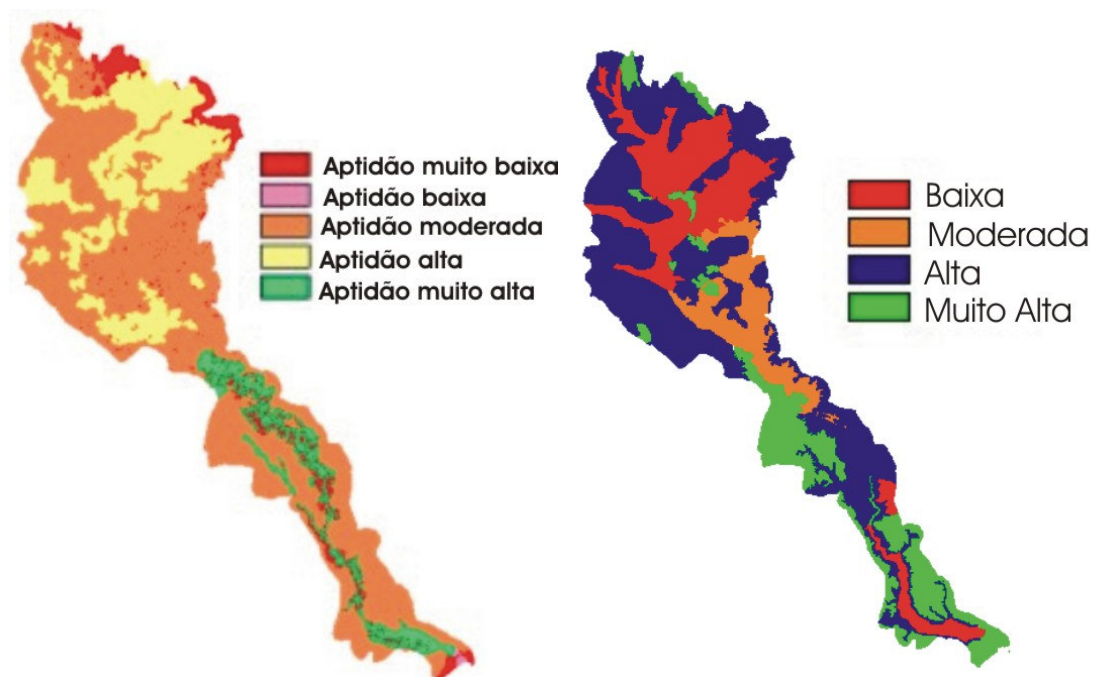 Aptidão muito baixa
Aptidão baixa
Aptidão moderada
Aptidão alta
Aptidão muito alta
Baixa
Moderada
Alta
Muito Alta